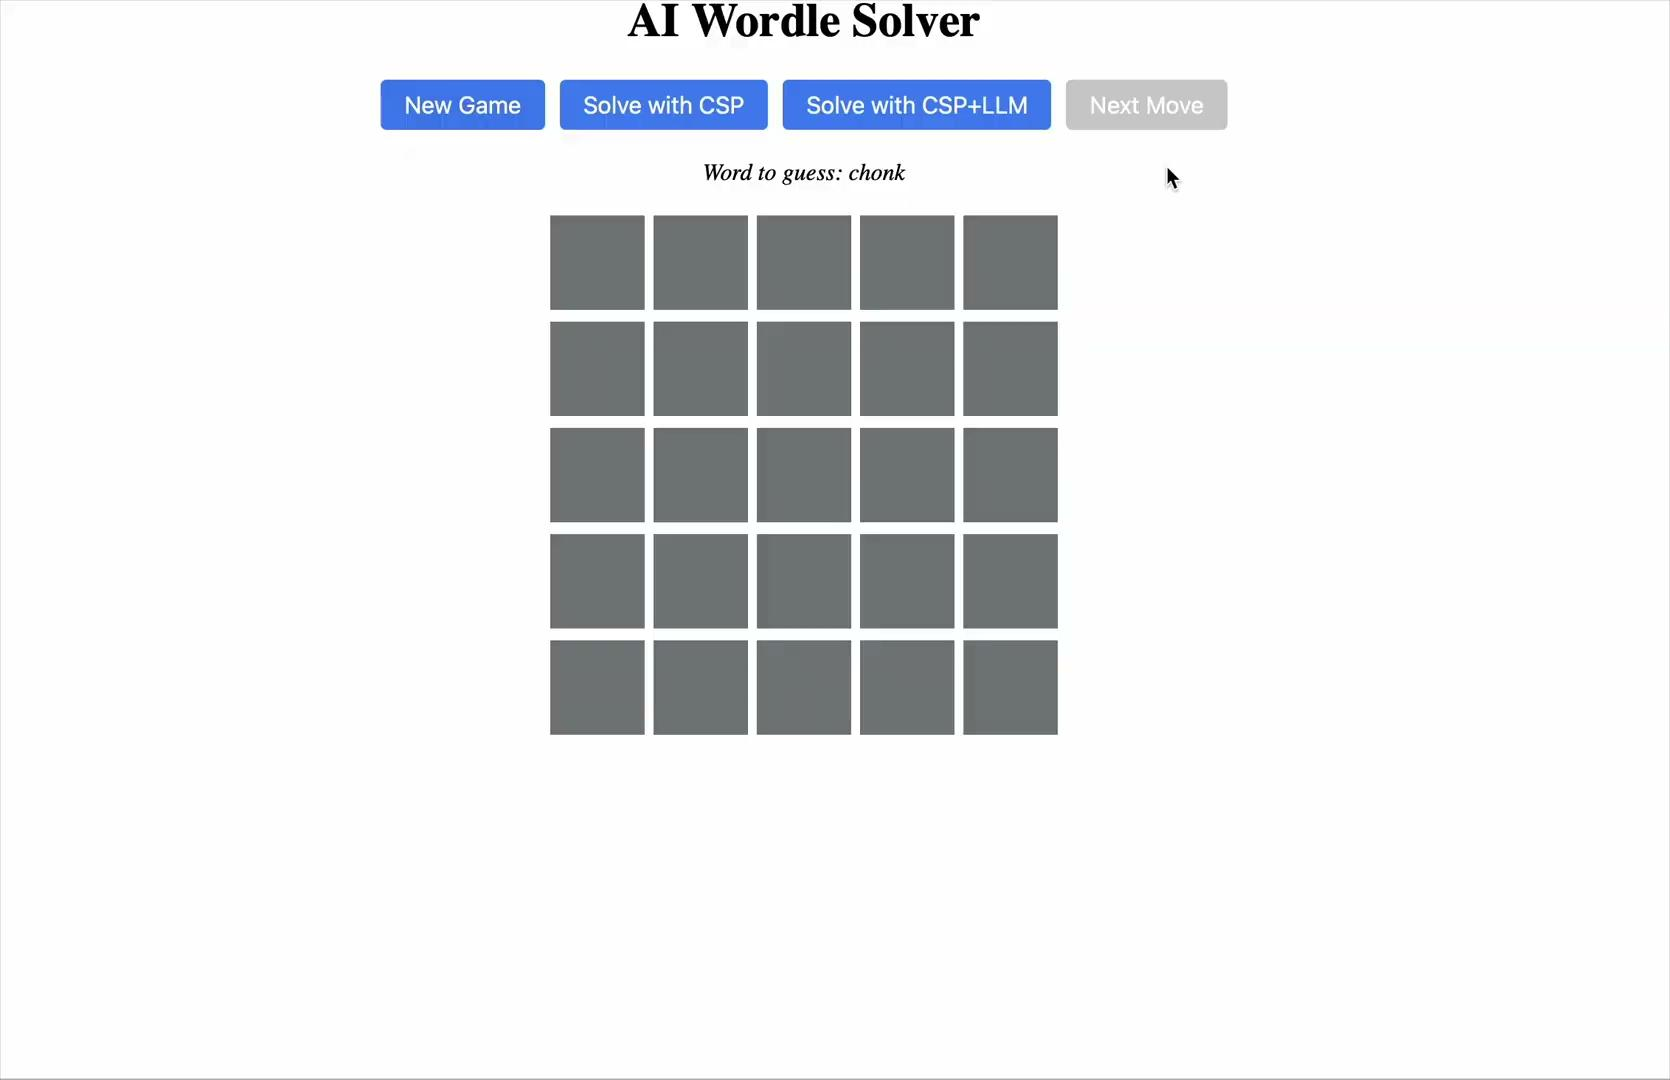 AI Wordle Solver
New Game Solve with CSP Solve with CSP+LLM Next Move
Word to guess: chonk